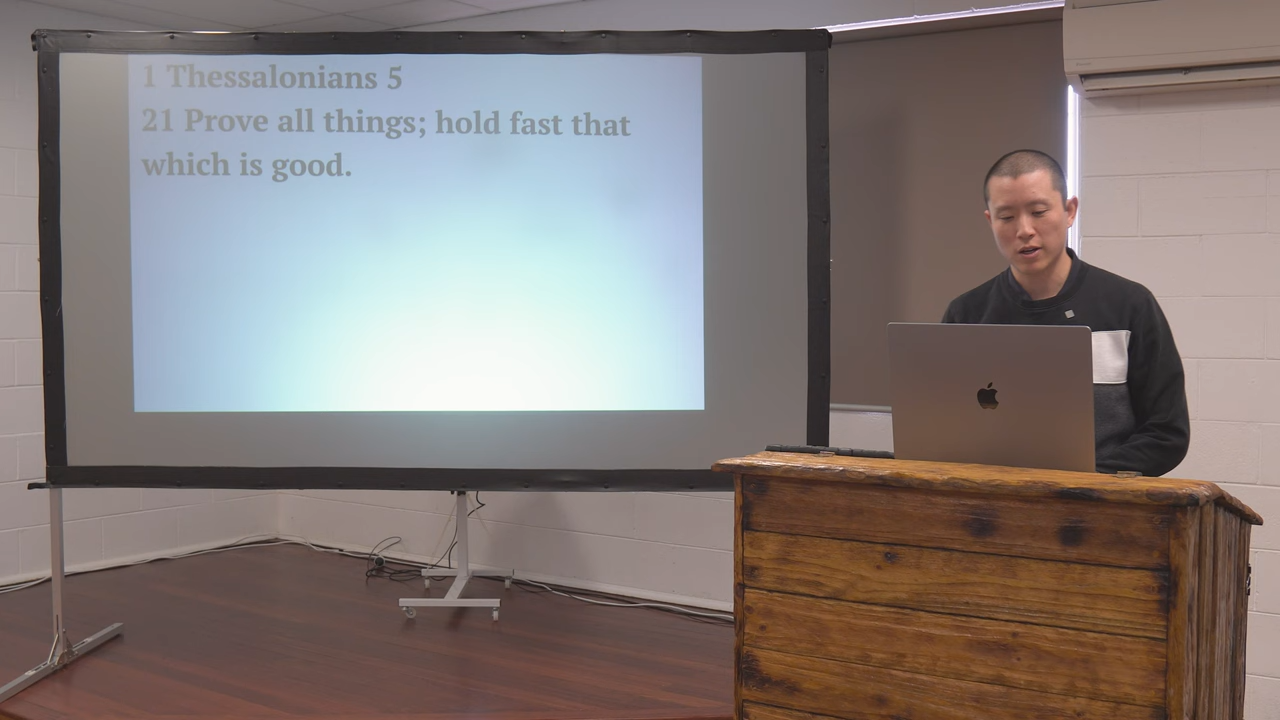 1 Thessalonians 5
21 Prove all things; hold fast that
which is good.